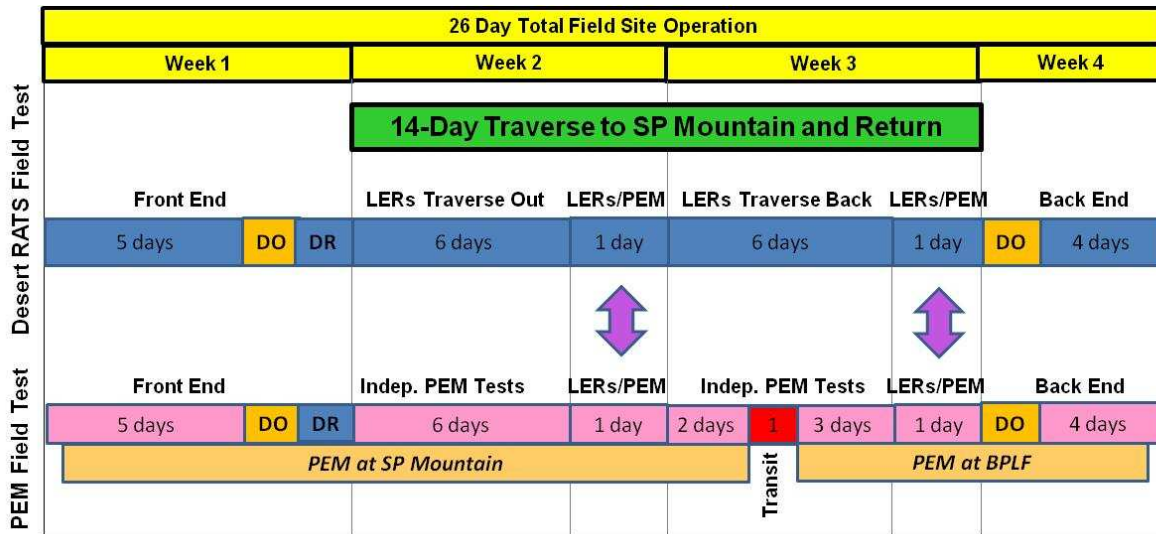 26 Day Total Field Site Operation
Week 1 Week 2 Week 3 Week 4
14-Day Traverse to SP Mountain and Return
Desert RATS Field Test
Front End LERs Traverse Out LERs/PEM LERs Traverse Back LERs/PEM Back End
5 days DO DR 6 days 1 day 6 days 1 day DO 4 days
PEM Field Test
Front End Indep. PEM Tests LERs/PEM Indep. PEM Tests LERs/PEM Back End
5 days DO DR 6 days 1 day 2 days 1 3 days 1 day DO 4 days
PEM at SP Mountain Transit PEM at BPLF